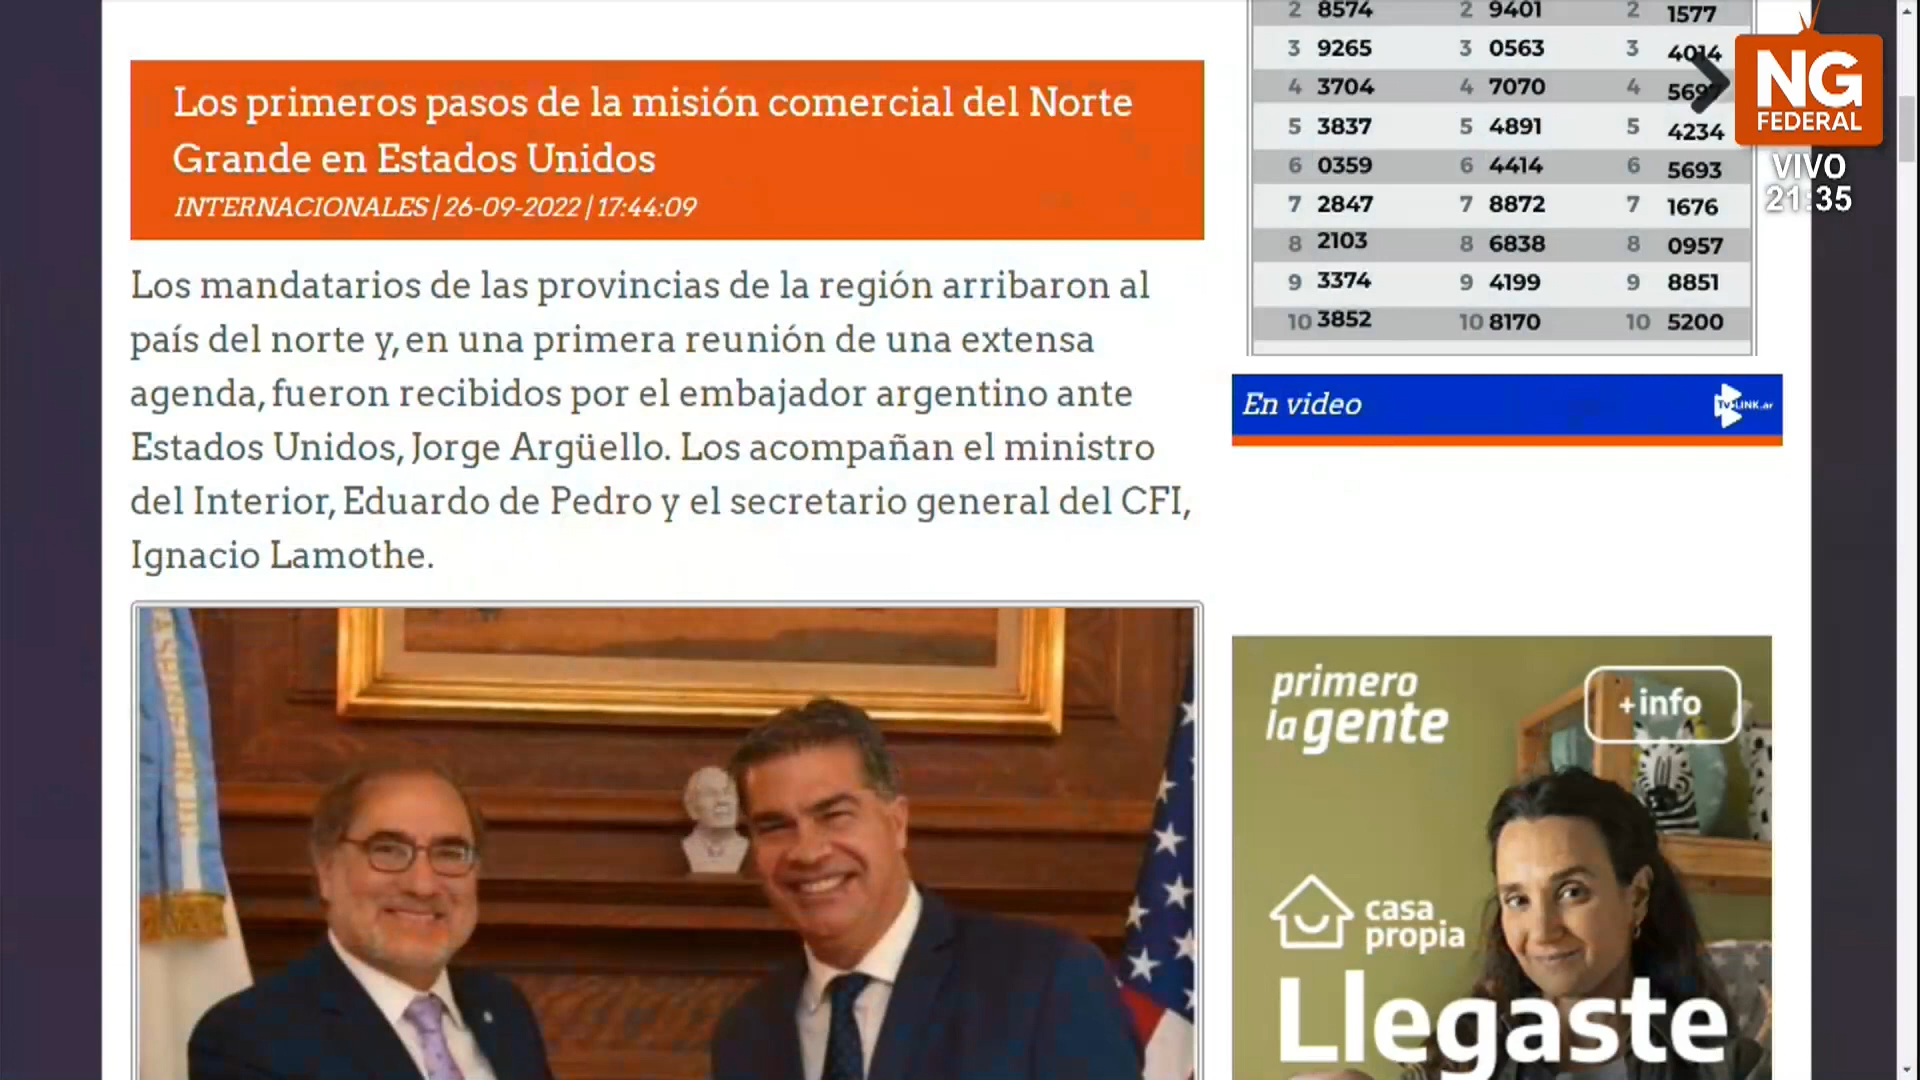 Los primeros pasos de la misión comercial del Norte
Grande en Estados Unidos
INTERNACIONALES | 26-09-2022 | 17:44:09
Los mandatarios de las provincias de la región arribaron al
país del norte y, en una primera reunión de una extensa
agenda, fueron recibidos por el embajador argentino ante
Estados Unidos, Jorge Argüello. Los acompañan el ministro
del Interior, Eduardo de Pedro y el secretario general del CFI,
Ignacio Lamothe.
2 8574 2 9401 2 1577
3 9265 3 0563 3 4014
4 3704 4 7070 4
5 3837 5 4891 5 4234
6 0359 6 4414 6 5693
7 2847 7 8872 7 1676
8 2103 8 6838 8 0957
9 3374 9 4199 9 8851
10 3852 10 8170 10 5200
NG
FEDERAL
VIVO
21:35
En video
TV LINK.ar
primero
la gente
+info
casa
propia
Llegaste